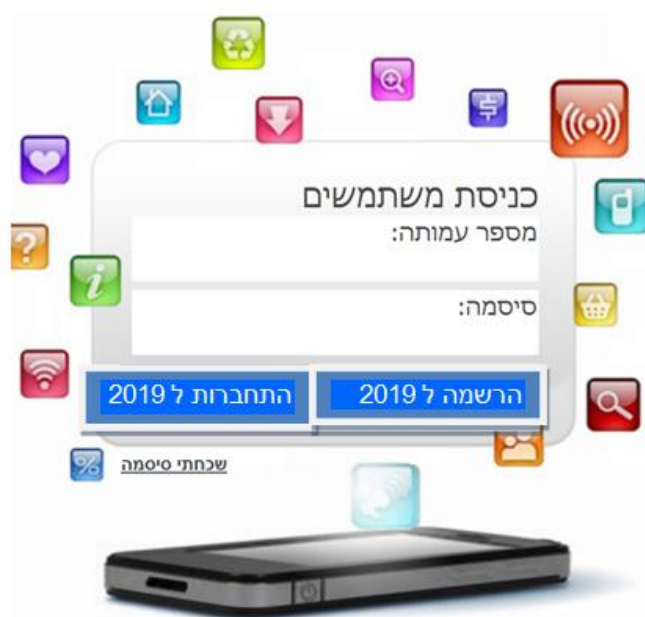 כניסת משתמשים
מספר עמותה:
סיסמה:
הרשמה ל 2019
התחברות ל 2019
שכחתי סיסמה